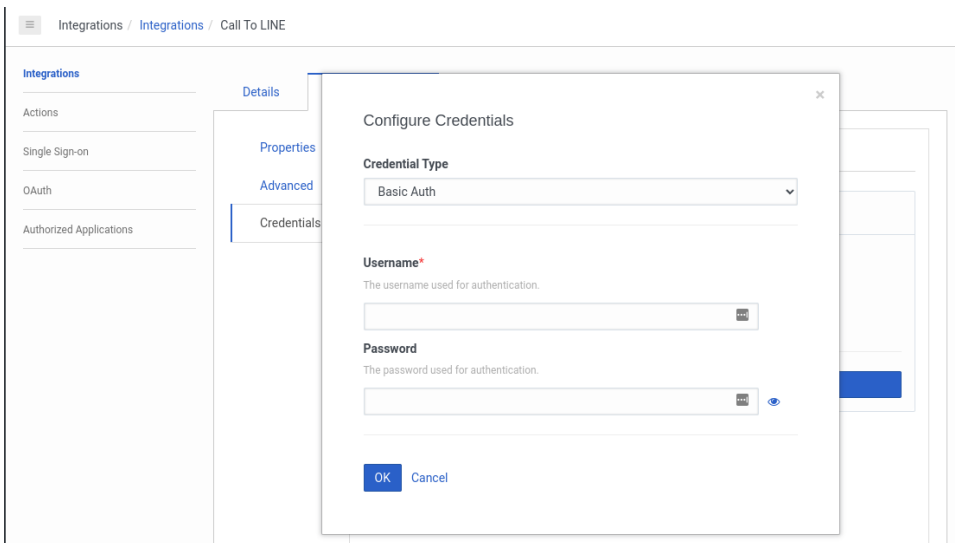 Integrations / Integrations / Call To LINE
Integrations
Actions
Single Sign-on
OAuth
Authorized Applications
Details
Properties
Advanced
Credentials
×
Configure Credentials
Credential Type
Basic Auth
Username*
The username used for authentication.
Password
The password used for authentication.
OK Cancel